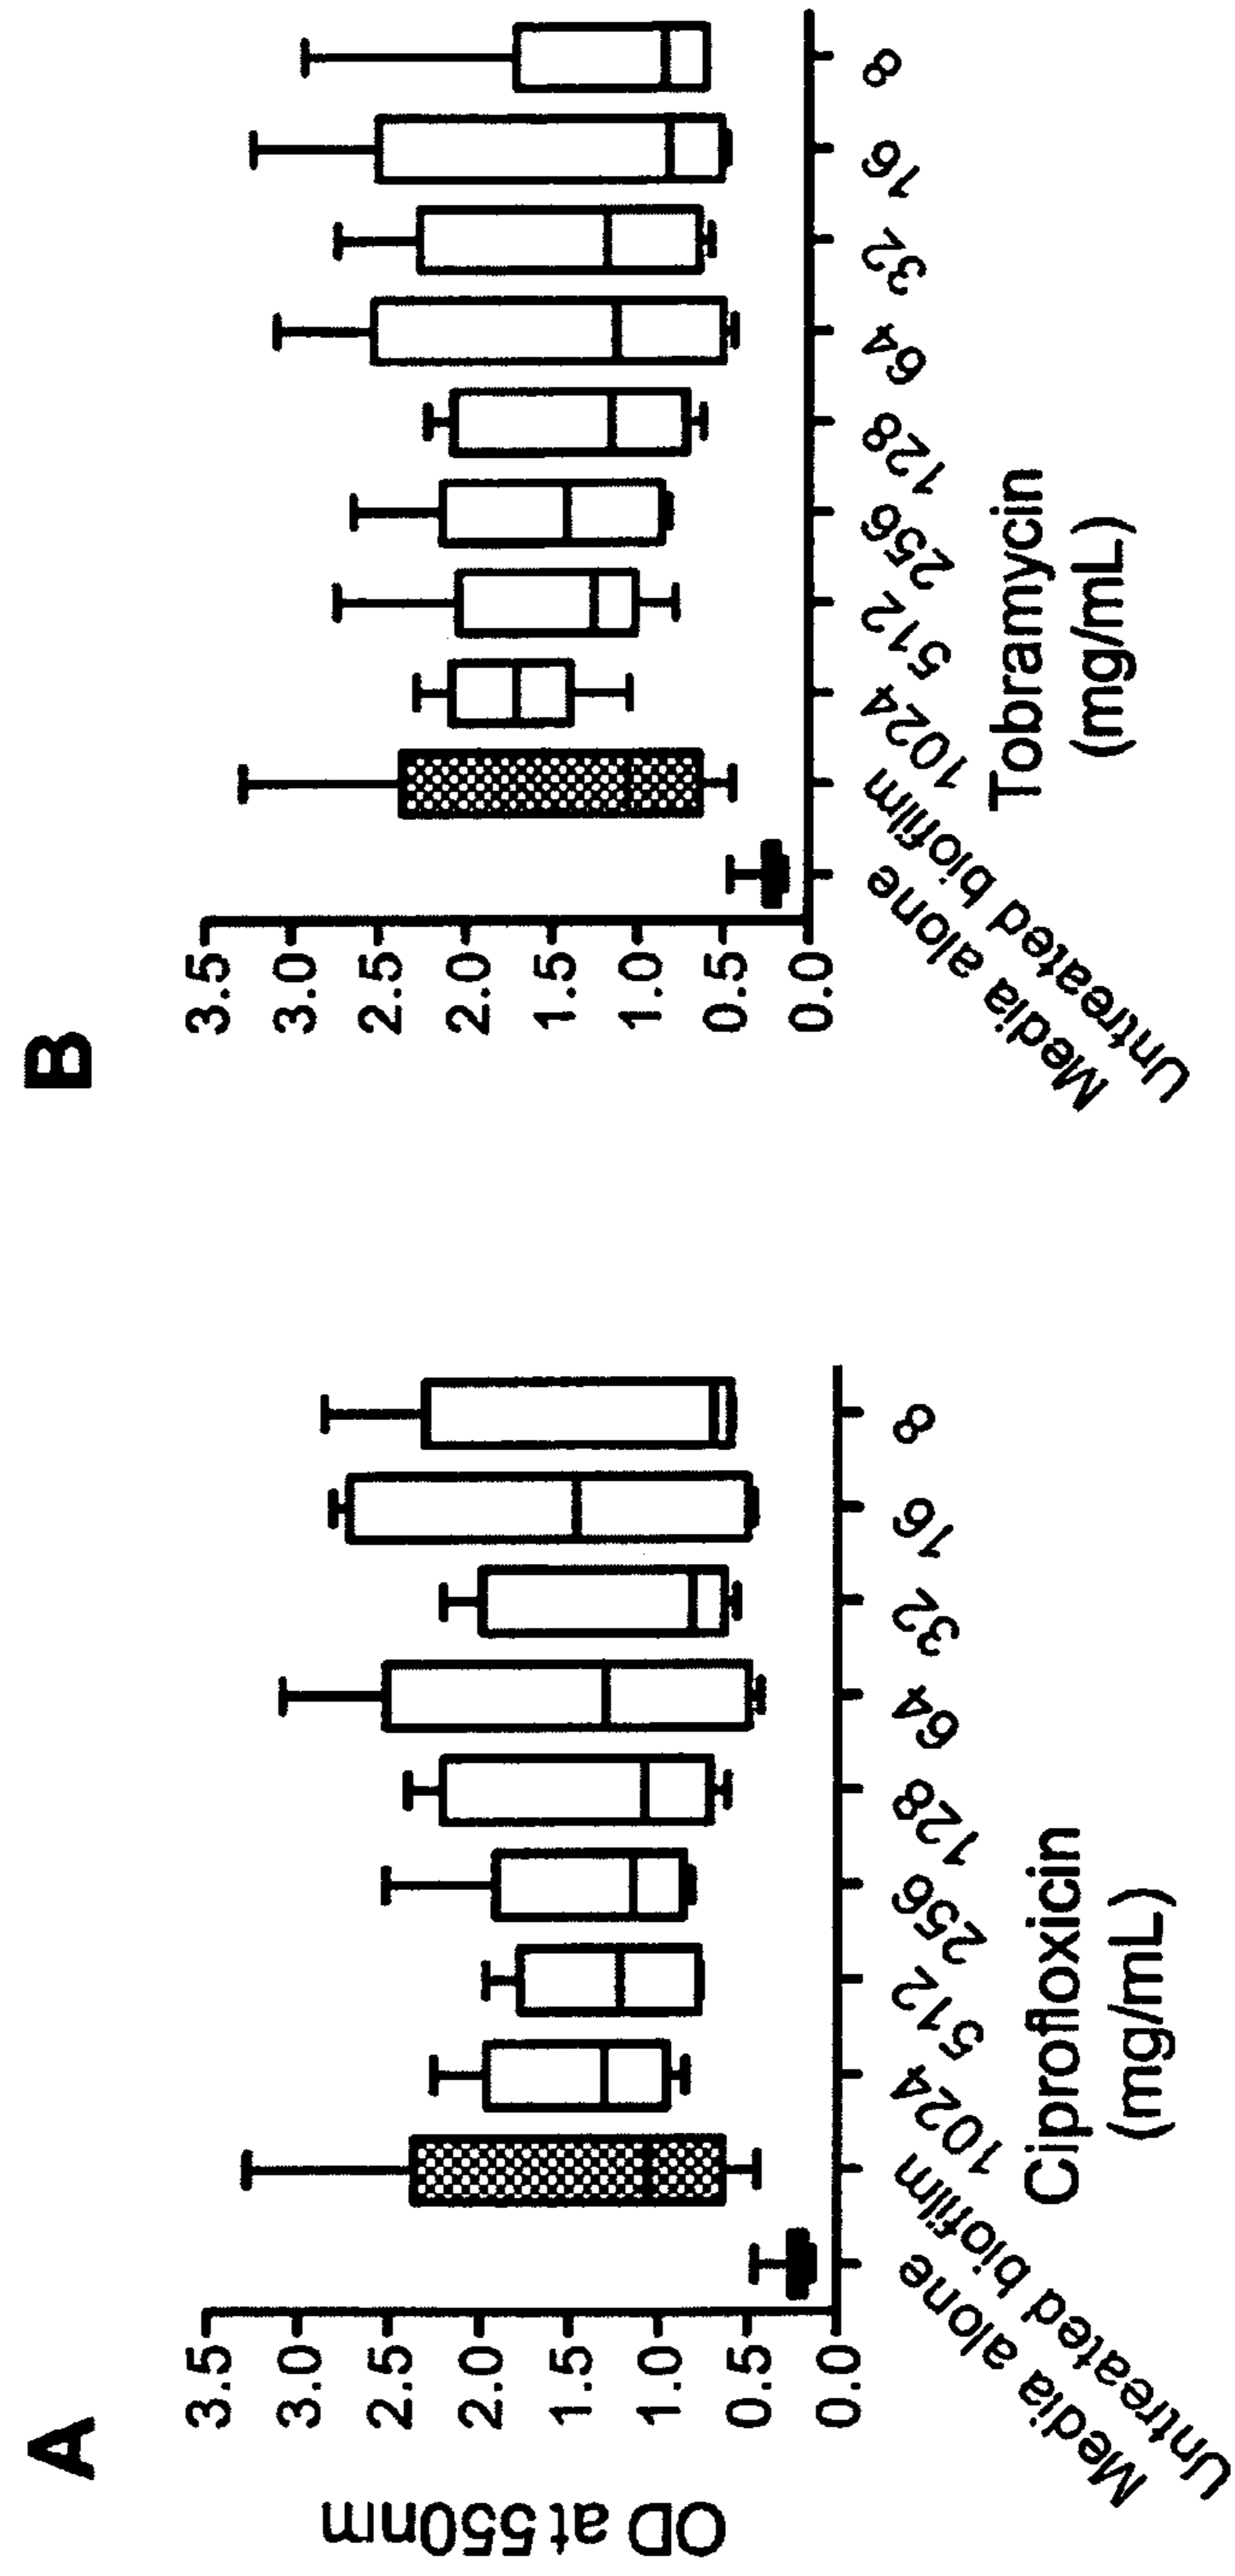 A
OD at 550nm
3.5
3.0
2.5
2.0
1.5
1.0
0.5
0.0
Media alone
Untreated biofilm
1024
512
256
128
64
32
16
8
Ciprofloxicin
(mg/mL)
B
3.5
3.0
2.5
2.0
1.5
1.0
0.5
0.0
Media alone
Untreated biofilm
1024
512
256
128
64
32
16
8
Tobramycin
(mg/mL)